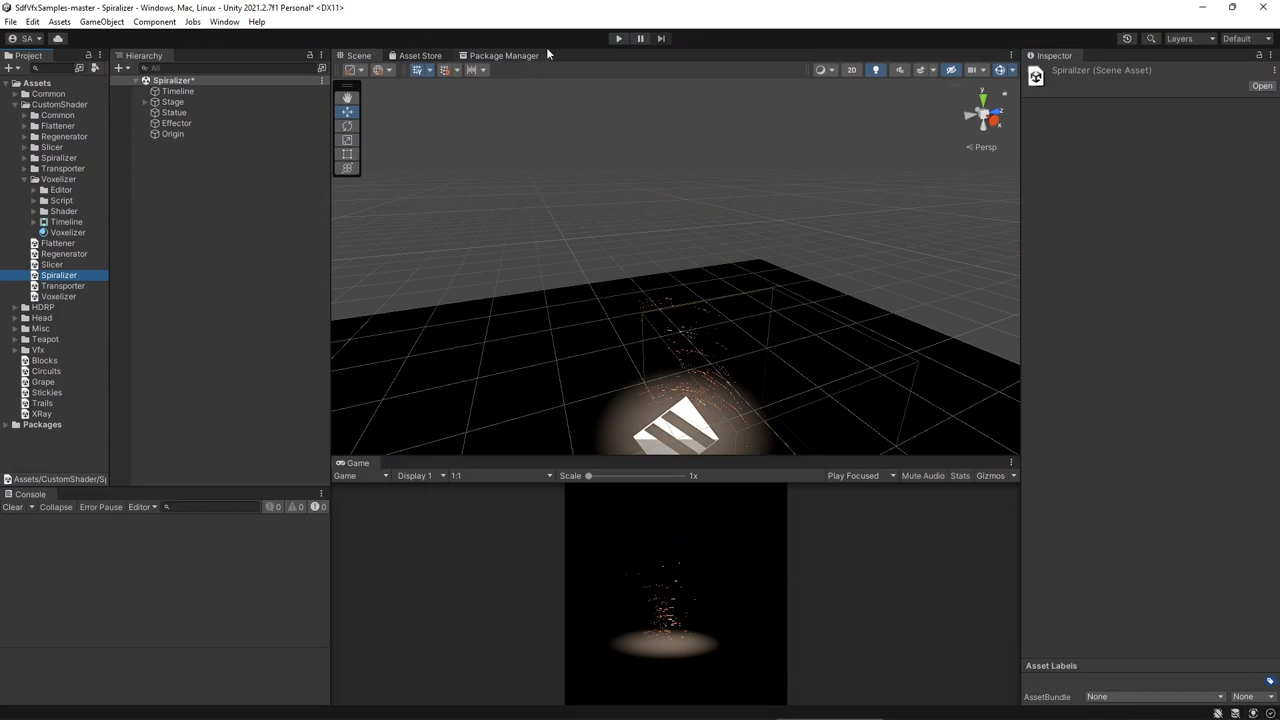 SdfVfxSamples-master - Spiralizer - Windows, Mac, Linux - Unity 2021.2.7f1 Personal* <DX11>
File Edit Assets GameObject Component Jobs Window Help
SA Layers Default
Project
Assets
Common
CustomShader
Common
Flattener
Regenerator
Slicer
Spiralizer
Transporter
Voxelizer
Editor
Script
Shader
Timeline
Voxelizer
Flattener
Regenerator
Slicer
Spiralizer
Transporter
Voxelizer
HDRP
Head
Misc
Teapot
Vfx
Blocks
Circuits
Grape
Stickies
Trails
XRay
Packages
Assets/CustomShader/Sp
Hierarchy
All
Spiralizer*
Timeline
Stage
Statue
Effector
Origin
Scene Asset Store Package Manager
2D
y
z
x
Persp
Game
Game Display 1 1:1 Scale 1x Play Focused Mute Audio Stats Gizmos
Console
Clear Collapse Error Pause Editor 0 0 0
Inspector
Spiralizer (Scene Asset)
Open
Asset Labels
AssetBundle None None